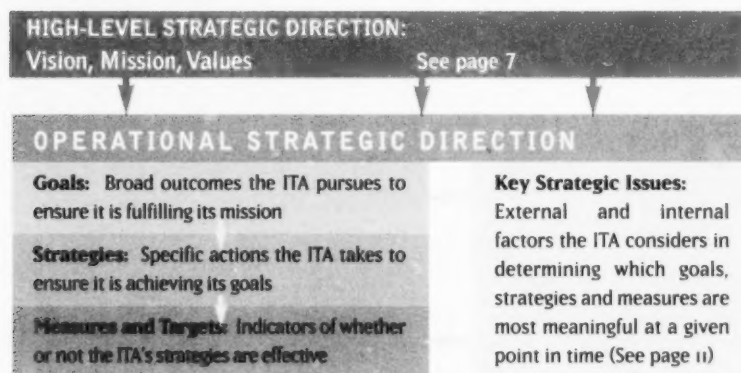 HIGH-LEVEL STRATEGIC DIRECTION:
Vision, Mission, Values See page 7
OPERATIONAL STRATEGIC DIRECTION
Goals: Broad outcomes the ITA pursues to
ensure it is fulfilling its mission
Strategies: Specific actions the ITA takes to
ensure it is achieving its goals
Measures and Targets: Indicators of whether
or not the ITA's strategies are effective
Key Strategic Issues:
External and internal
factors the ITA considers in
determining which goals,
strategies and measures are
most meaningful at a given
point in time (See page 11)